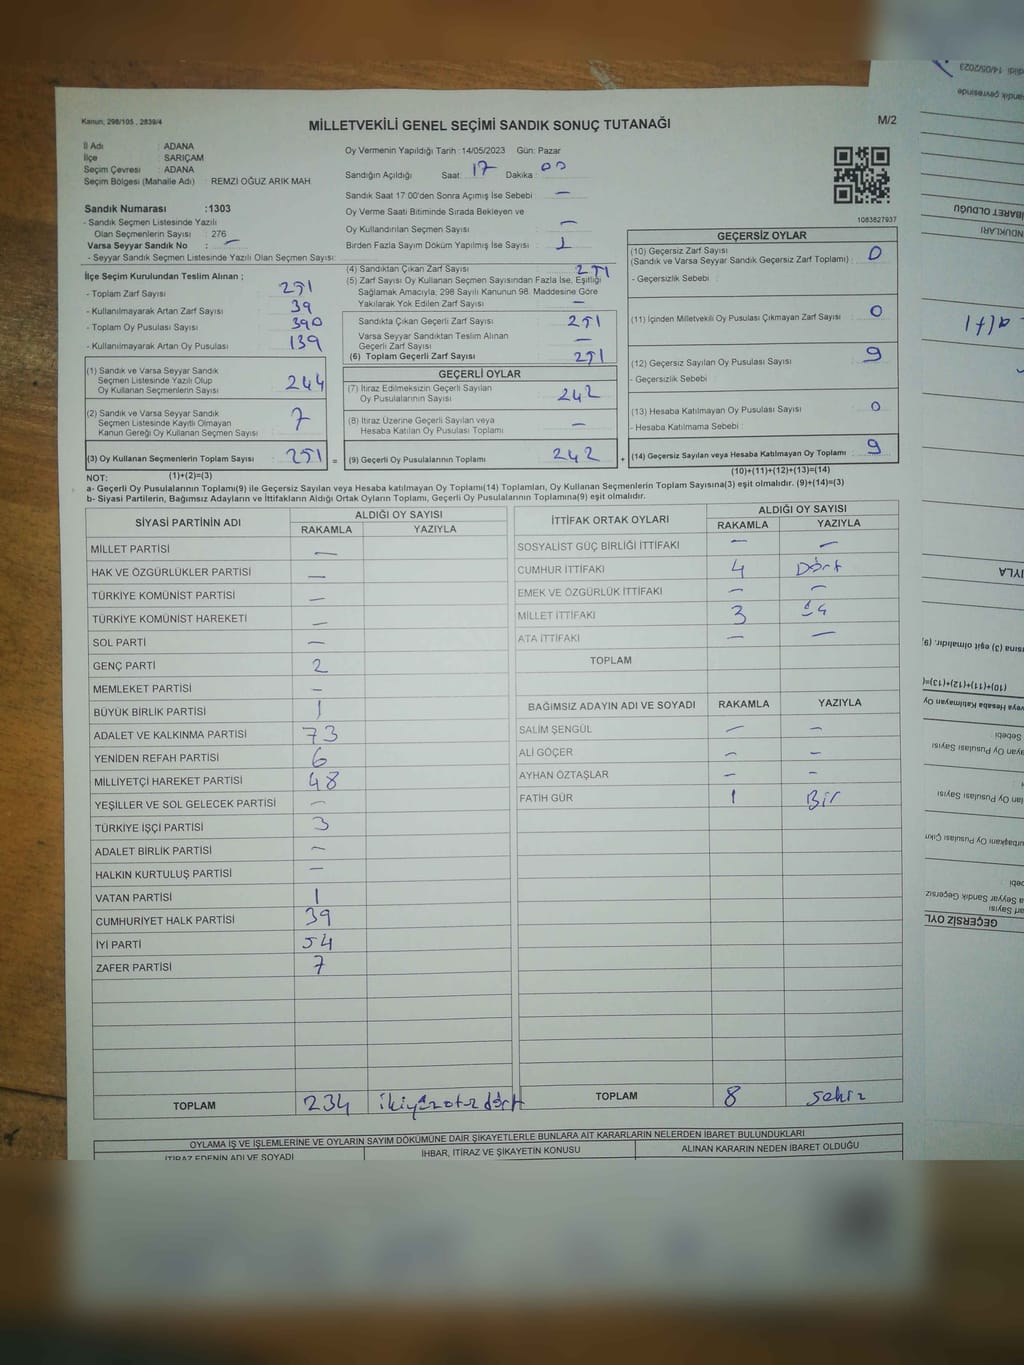 Kanun, 298/105 , 2839/4
MİLLETVEKİLİ GENEL SEÇİMİ SANDIK SONUÇ TUTANAĞI
M/2
İl Adı : ADANA
İlçe : SARIÇAM
Seçim Çevresi : ADANA
Seçim Bölgesi (Mahalle Adı) : REMZİ OĞUZ ARIK MAH.
Sandık Numarası :1303
- Sandık Seçmen Listesinde Yazılı
Olan Seçmenlerin Sayısı : 276
Varsa Seyyar Sandık No : –
- Seyyar Sandık Seçmen Listesinde Yazılı Olan Seçmen Sayısı:
Oy Vermenin Yapıldığı Tarih :14/05/2023 Gün: Pazar
Sandığın Açıldığı Saat: 17 Dakika : 00
Sandık Saat 17:00'den Sonra Açımış İse Sebebi : –
Oy Verme Saati Bitiminde Sırada Bekleyen ve
Oy Kullandırılan Seçmen Sayısı : –
Birden Fazla Sayım Döküm Yapılmış İse Sayısı : 1
1083627937
İlçe Seçim Kurulundan Teslim Alınan ;
- Toplam Zarf Sayısı : 291
- Kullanılmayarak Artan Zarf Sayısı : 39
- Toplam Oy Pusulası Sayısı : 390
- Kullanılmayarak Artan Oy Pusulası : 139
(1) Sandık ve Varsa Seyyar Sandık
Seçmen Listesinde Yazılı Olup
Oy Kullanan Seçmenlerin Sayısı : 244
(2) Sandık ve Varsa Seyyar Sandık
Seçmen Listesinde Kayıtlı Olmayan
Kanun Gereği Oy Kullanan Seçmen Sayısı : 7
(3) Oy Kullanan Seçmenlerin Toplam Sayısı : 251
(4) Sandıktan Çıkan Zarf Sayısı : 251
(5) Zarf Sayısı Oy Kullanan Seçmen Sayısından Fazla İse, Eşitliği
Sağlamak Amacıyla, 298 Sayılı Kanunun 98. Maddesine Göre
Yakılarak Yok Edilen Zarf Sayısı : –
Sandıkta Çıkan Geçerli Zarf Sayısı : 251
Varsa Seyyar Sandıktan Teslim Alınan
Geçerli Zarf Sayısı : –
(6) Toplam Geçerli Zarf Sayısı : 251
GEÇERLİ OYLAR
(7) İtiraz Edilmeksizin Geçerli Sayılan
Oy Pusulalarının Sayısı : 242
(8) İtiraz Üzerine Geçerli Sayılan veya
Hesaba Katılan Oy Pusulası Toplamı : –
(9) Geçerli Oy Pusulalarının Toplamı : 242
GEÇERSİZ OYLAR
(10) Geçersiz Zarf Sayısı
(Sandık ve Varsa Seyyar Sandık Geçersiz Zarf Toplamı) : 0
- Geçersizlik Sebebi :
(11) İçinden Milletvekili Oy Pusulası Çıkmayan Zarf Sayısı : 0
(12) Geçersiz Sayılan Oy Pusulası Sayısı : 9
- Geçersizlik Sebebi :
(13) Hesaba Katılmayan Oy Pusulası Sayısı : 0
- Hesaba Katılmama Sebebi :
(14) Geçersiz Sayılan veya Hesaba Katılmayan Oy Toplamı : 9
NOT: (1)+(2)=(3) (10)+(11)+(12)+(13)=(14)
a- Geçerli Oy Pusulalarının Toplamı(9) ile Geçersiz Sayılan veya Hesaba katılmayan Oy Toplamı(14) Toplamları, Oy Kullanan Seçmenlerin Toplam Sayısına(3) eşit olmalıdır. (9)+(14)=(3)
b- Siyasi Partilerin, Bağımsız Adayların ve İttifakların Aldığı Ortak Oyların Toplamı, Geçerli Oy Pusulalarının Toplamına(9) eşit olmalıdır.
SİYASİ PARTİNİN ADI ALDIĞI OY SAYISI
RAKAMLA YAZIYLA
MİLLET PARTİSİ –
HAK VE ÖZGÜRLÜKLER PARTİSİ –
TÜRKİYE KOMÜNİST PARTİSİ –
TÜRKİYE KOMÜNİST HAREKETİ –
SOL PARTİ –
GENÇ PARTİ 2
MEMLEKET PARTİSİ –
BÜYÜK BİRLİK PARTİSİ 1
ADALET VE KALKINMA PARTİSİ 73
YENİDEN REFAH PARTİSİ 6
MİLLİYETÇİ HAREKET PARTİSİ 48
YEŞİLLER VE SOL GELECEK PARTİSİ –
TÜRKİYE İŞÇİ PARTİSİ 3
ADALET BİRLİK PARTİSİ –
HALKIN KURTULUŞ PARTİSİ –
VATAN PARTİSİ 1
CUMHURİYET HALK PARTİSİ 39
İYİ PARTİ 54
ZAFER PARTİSİ 7
TOPLAM 234 ikiyüzotuzdört
İTTİFAK ORTAK OYLARI ALDIĞI OY SAYISI
RAKAMLA YAZIYLA
SOSYALİST GÜÇ BİRLİĞİ İTTİFAKI – –
CUMHUR İTTİFAKI 4 Dört
EMEK VE ÖZGÜRLÜK İTTİFAKI – –
MİLLET İTTİFAKI 3 üç
ATA İTTİFAKI – –
TOPLAM
BAĞIMSIZ ADAYIN ADI VE SOYADI RAKAMLA YAZIYLA
SALİM ŞENGÜL – –
ALİ GÖÇER – –
AYHAN ÖZTAŞLAR – –
FATİH GÜR 1 Bir
TOPLAM 8 sekiz
OYLAMA İŞ VE İŞLEMLERİNE VE OYLARIN SAYIM DÖKÜMÜNE DAİR ŞİKAYETLERLE BUNLARA AİT KARARLARIN NELERDEN İBARET BULUNDUKLARI
İTİRAZ EDENİN ADI VE SOYADI İHBAR, İTİRAZ VE ŞİKAYETİN KONUSU ALINAN KARARIN NEDEN İBARET OLDUĞU